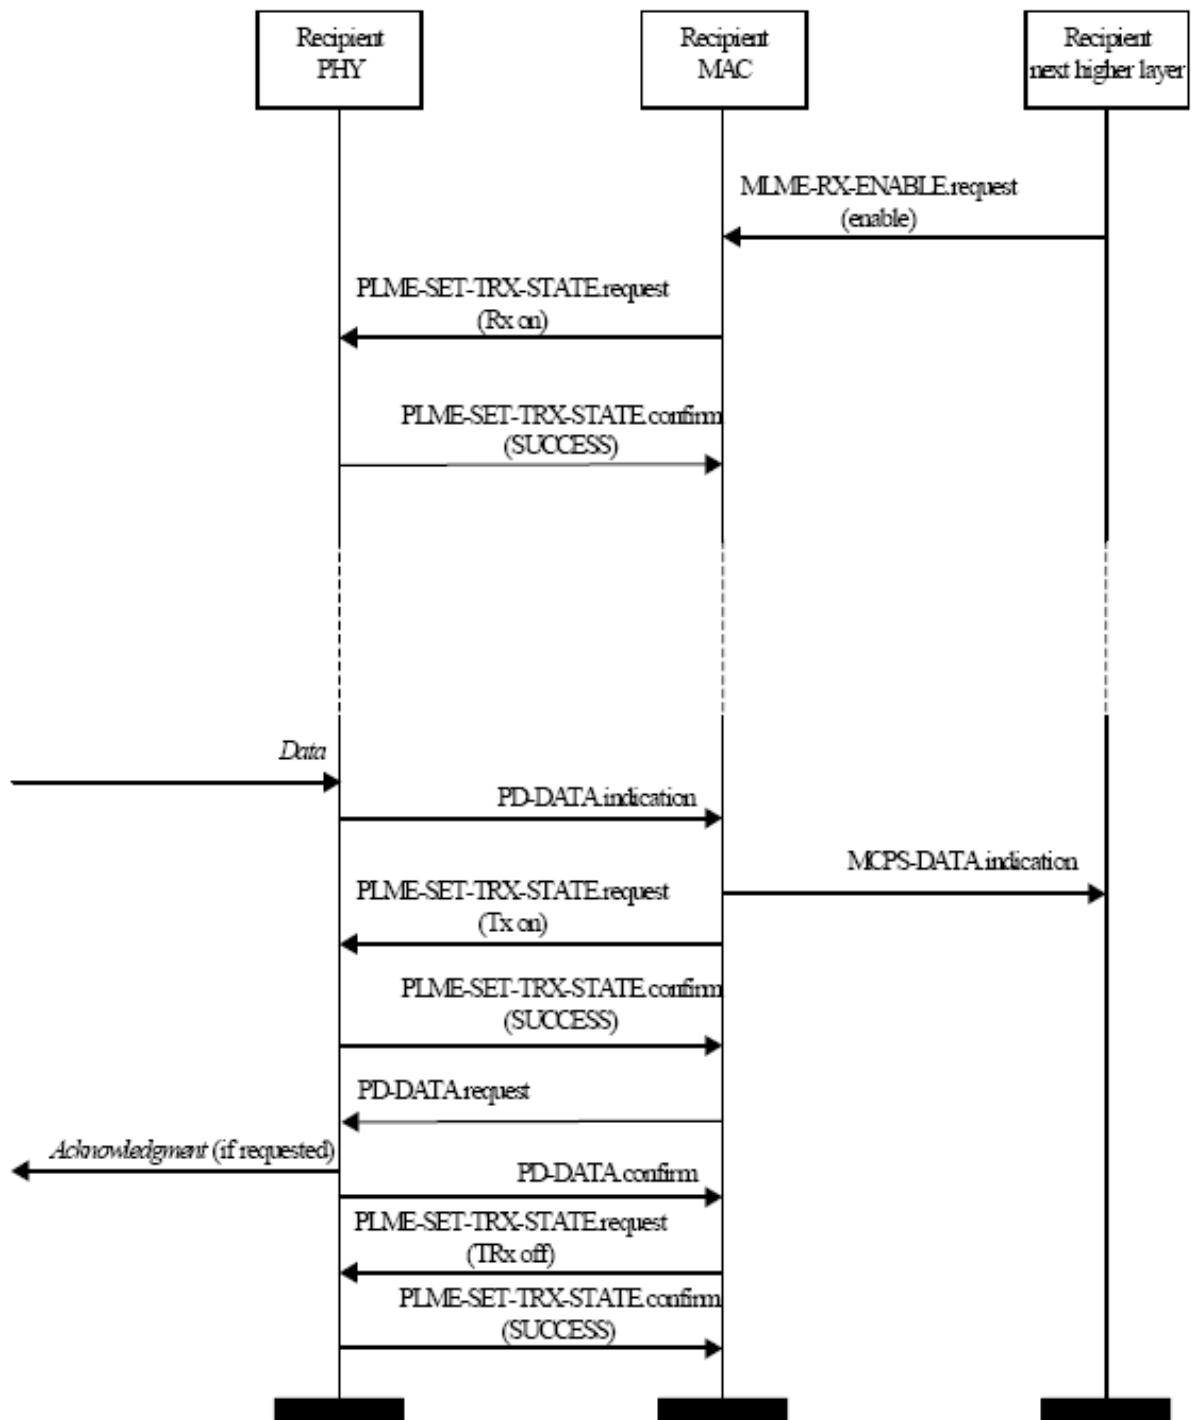 Recipient
PHY
Recipient
MAC
Recipient
next higher layer
MLME-RX-ENABLE.request
(enable)
PLME-SET-TRX-STATE.request
(Rx on)
PLME-SET-TRX-STATE.confirm
(SUCCESS)
Data
PD-DATA.indication
MCPS-DATA.indication
PLME-SET-TRX-STATE.request
(Tx on)
PLME-SET-TRX-STATE.confirm
(SUCCESS)
PD-DATA.request
Acknowledgment (if requested)
PD-DATA.confirm
PLME-SET-TRX-STATE.request
(TRx off)
PLME-SET-TRX-STATE.confirm
(SUCCESS)